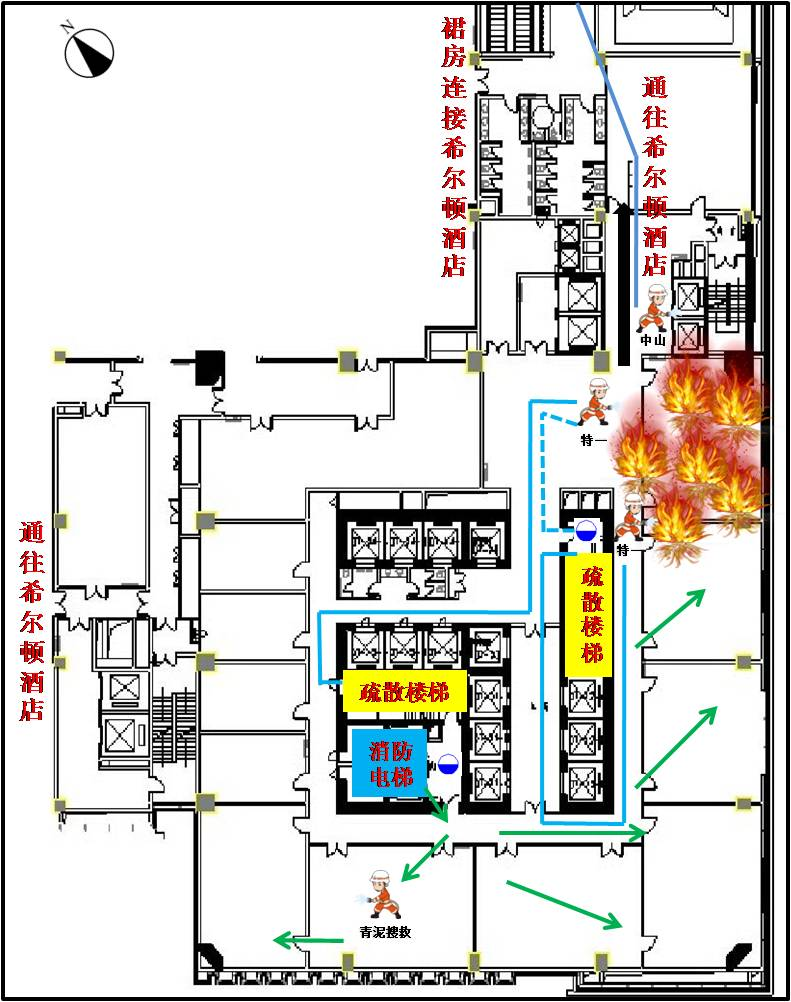 N
裙房连接希尔顿酒店
通往希尔顿酒店
中山
特一
特一
疏散楼梯
通往希尔顿酒店
疏散楼梯
消防
电梯
青泥搜救